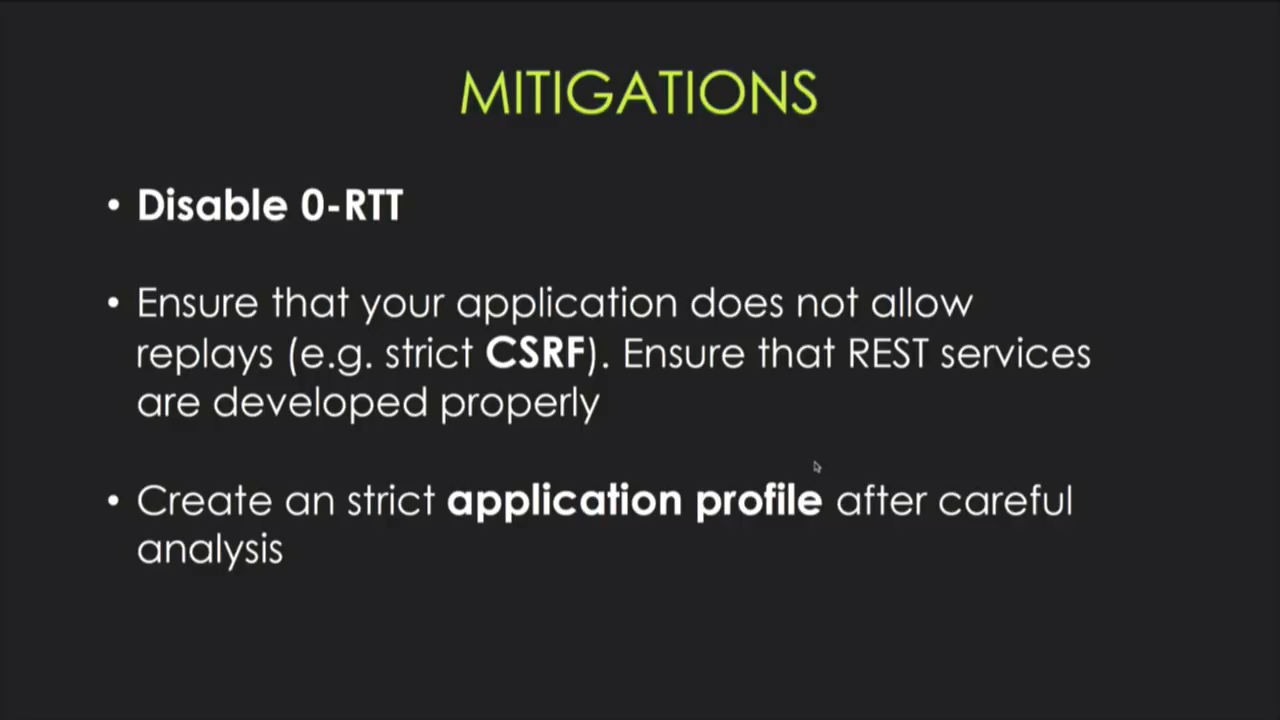 MITIGATIONS
• Disable 0-RTT
• Ensure that your application does not allow
replays (e.g. strict CSRF). Ensure that REST services
are developed properly
• Create an strict application profile after careful
analysis